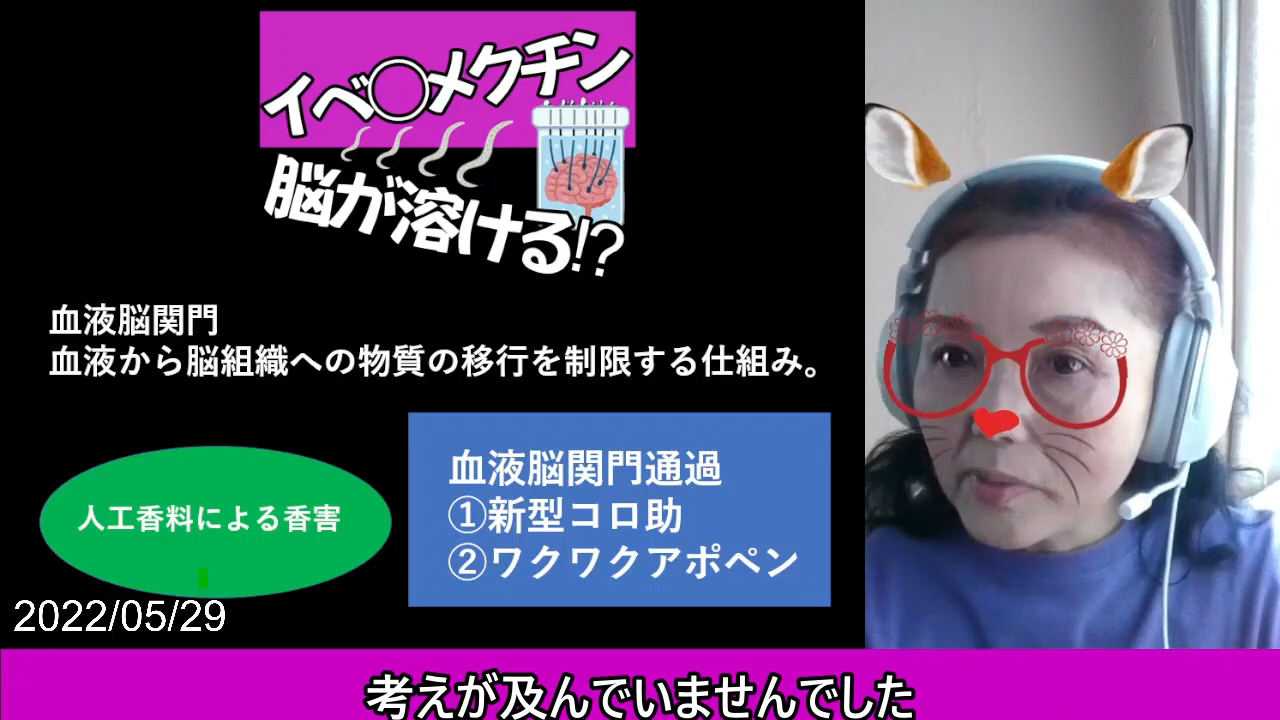 イベ◯メクチン
脳が溶ける!?
血液脳関門
血液から脳組織への物質の移行を制限する仕組み。
人工香料による香害
血液脳関門通過
①新型コロ助
②ワクワクアポペン
2022/05/29
考えが及んでいませんでした